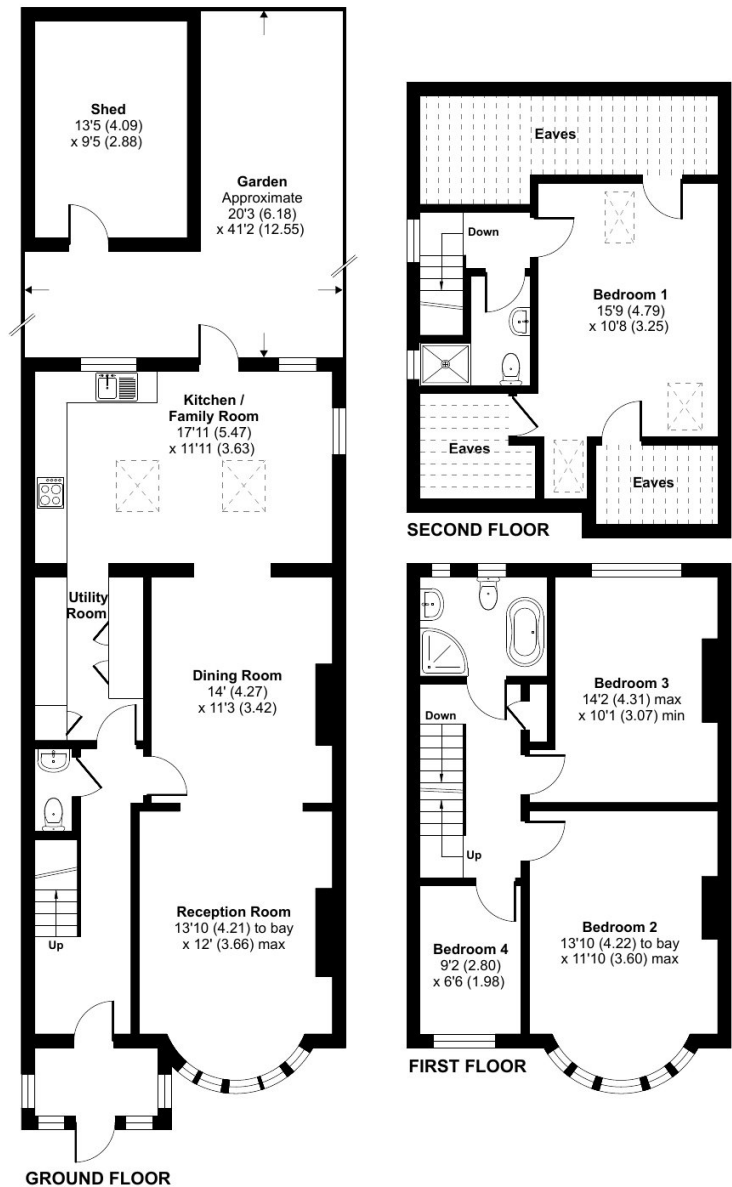 Shed
13'5 (4.09)
x 9'5 (2.88)
Garden
Approximate
20'3 (6.18)
x 41'2 (12.55)
Kitchen /
Family Room
17'11 (5.47)
x 11'11 (3.63)
Utility
Room
Dining Room
14' (4.27)
x 11'3 (3.42)
Reception Room
13'10 (4.21) to bay
x 12' (3.66) max
Up
GROUND FLOOR
Eaves
Down
Bedroom 1
15'9 (4.79)
x 10'8 (3.25)
Eaves
Eaves
SECOND FLOOR
Bedroom 3
14'2 (4.31) max
x 10'1 (3.07) min
Down
Up
Bedroom 4
9'2 (2.80)
x 6'6 (1.98)
Bedroom 2
13'10 (4.22) to bay
x 11'10 (3.60) max
FIRST FLOOR